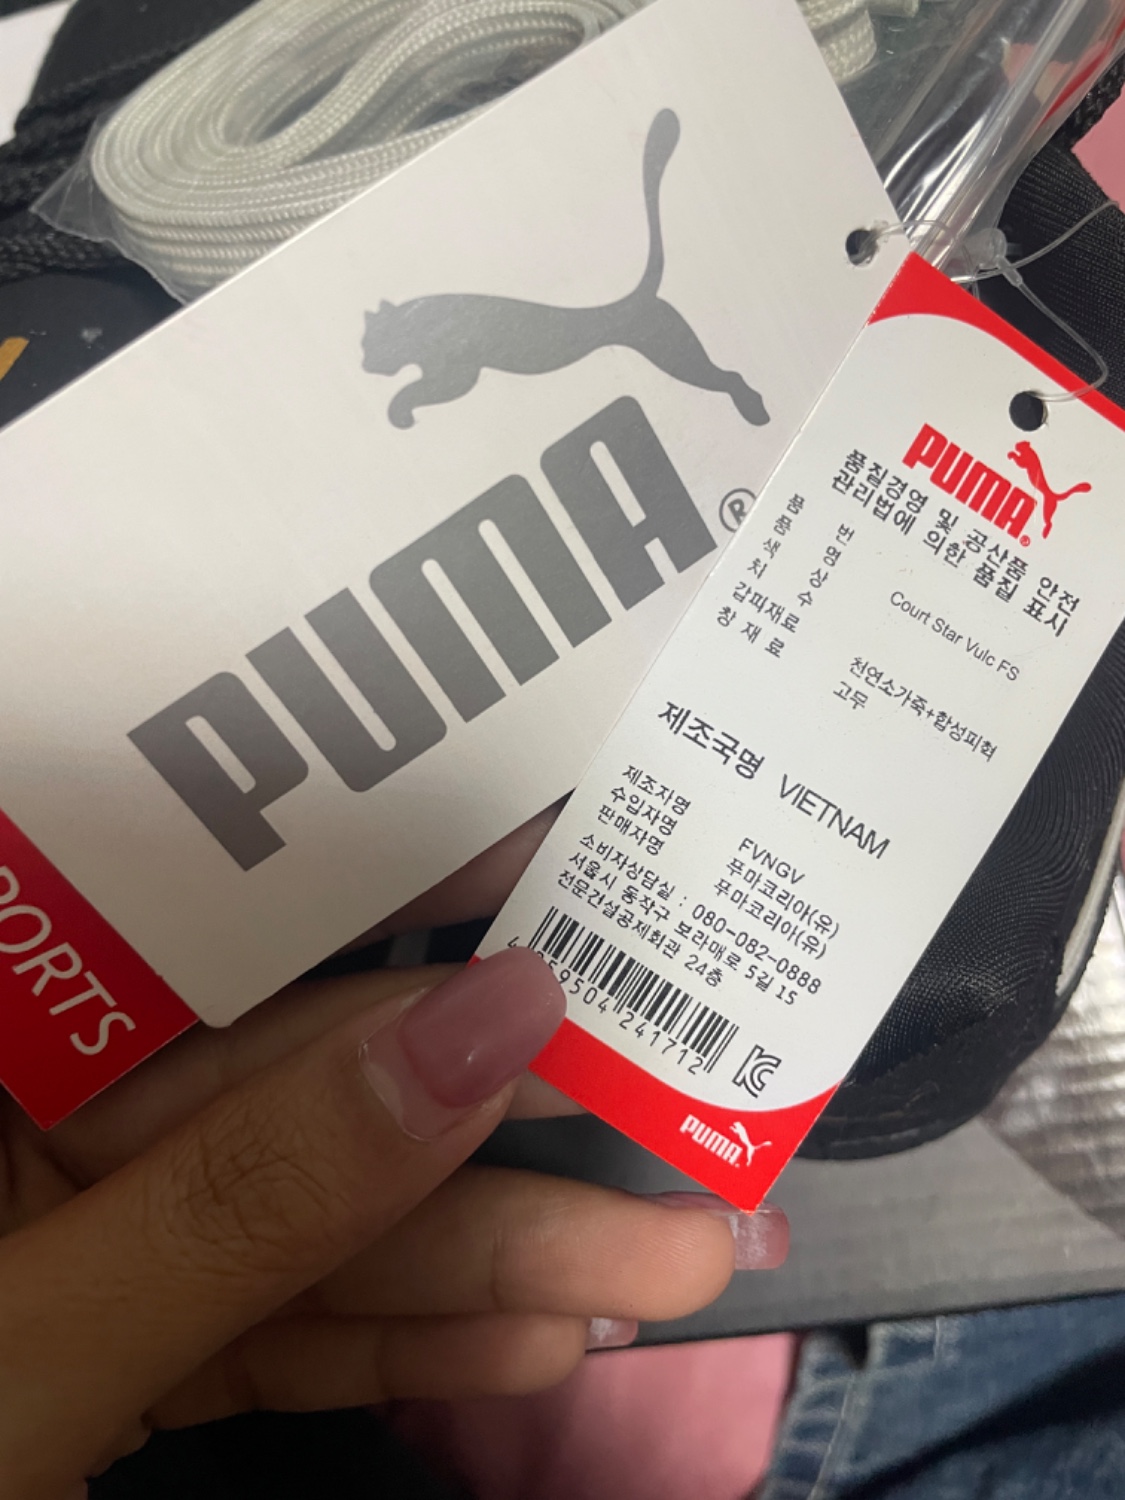 PUMA®
PORTS
PUMA®
품질경영 및 공산품 안전
관리법에 의한 품질 표시
품 번
품 명 Court Star Vulc FS
색 상
치 수
갑피재료 천연소가죽+합성피혁
창 재 료 고무
제조국명 VIETNAM
제조자명 FVNGV
수입자명 푸마코리아(유)
판매자명 푸마코리아(유)
소비자상담실 : 080-082-0888
서울시 동작구 보라매로 5길 15
전문건설공제회관 24층
4 059504 241712
PUMA